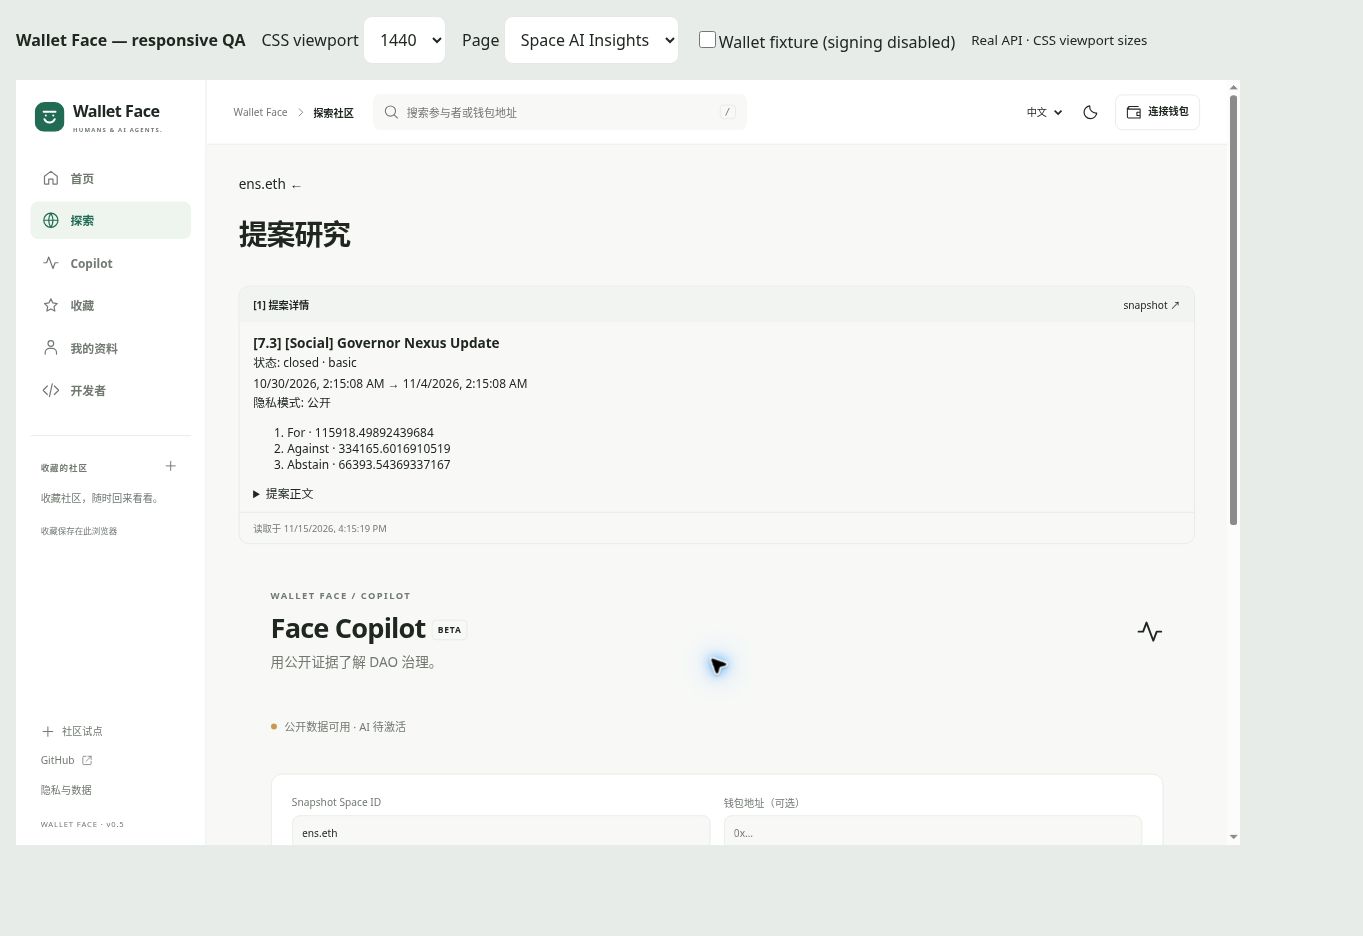 Wallet Face — responsive QA CSS viewport 1440 Page Space AI Insights Wallet fixture (signing disabled) Real API · CSS viewport sizes
Wallet Face
HUMANS & AI AGENTS.
Wallet Face > 探索社区 搜索参与者或钱包地址 / 中文 连接钱包
首页
探索
Copilot
收藏
我的资料
开发者
收藏的社区 +
收藏社区，随时回来看看。
收藏保存在此浏览器
+ 社区试点
GitHub
隐私与数据
WALLET FACE · v0.5
ens.eth ←
提案研究
[1] 提案详情 snapshot ↗
[7.3] [Social] Governor Nexus Update
状态: closed · basic
10/30/2026, 2:15:08 AM → 11/4/2026, 2:15:08 AM
隐私模式: 公开
1. For · 115918.49892439684
2. Against · 334165.6016910519
3. Abstain · 66393.54369337167
▶ 提案正文
读取于 11/15/2026, 4:15:19 PM
WALLET FACE / COPILOT
Face Copilot BETA
用公开证据了解 DAO 治理。
公开数据可用 · AI 待激活
Snapshot Space ID 钱包地址（可选）
ens.eth 0x...